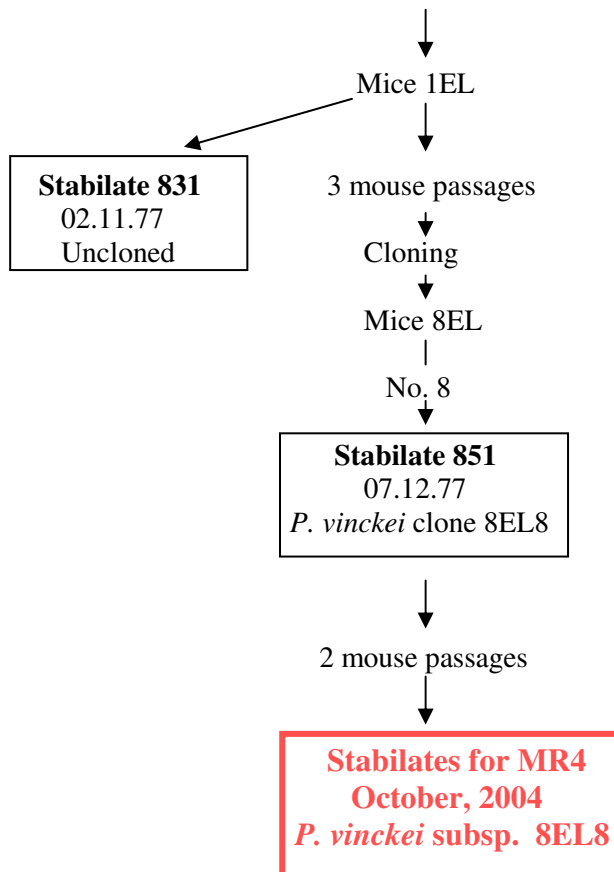 Mice 1EL
Stabilate 831
02.11.77
Uncloned
3 mouse passages
Cloning
Mice 8EL
No. 8
Stabilate 851
07.12.77
P. vinckei clone 8EL8
2 mouse passages
Stabilates for MR4
October, 2004
P. vinckei subsp. 8EL8